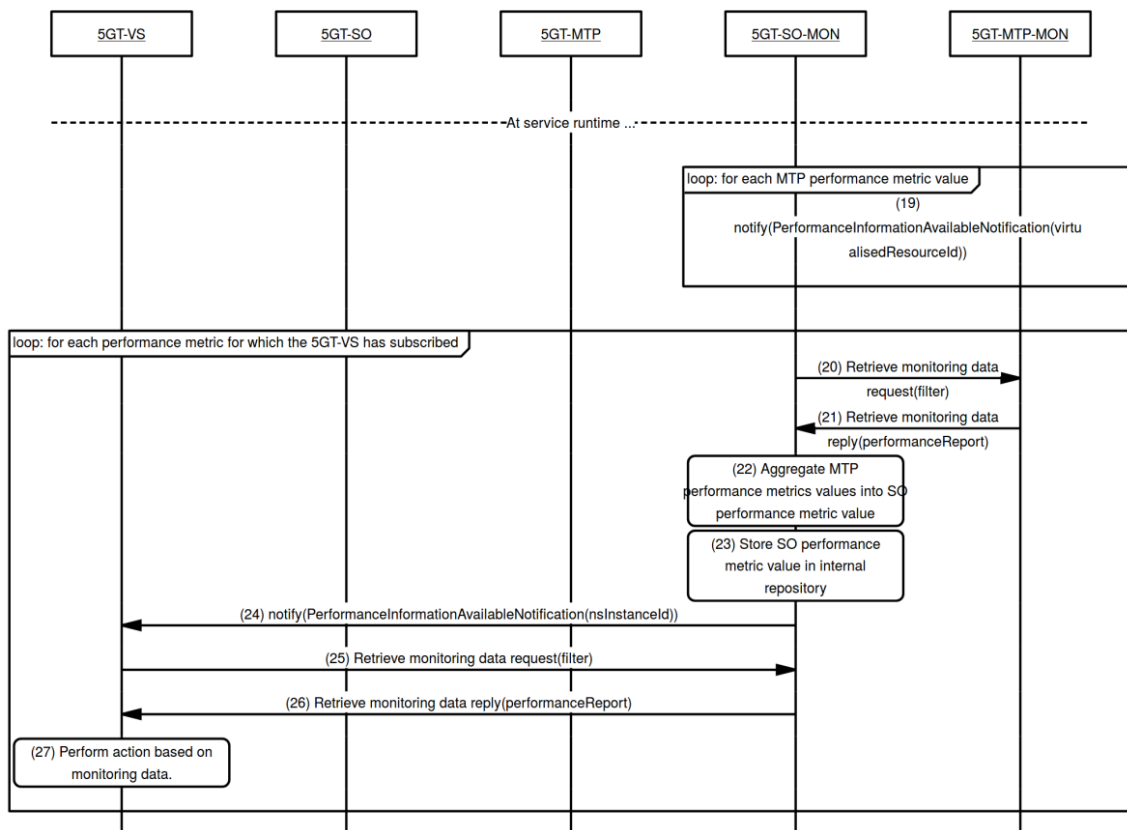 5GT-VS
5GT-SO
5GT-MTP
5GT-SO-MON
5GT-MTP-MON
At service runtime ...
loop: for each MTP performance metric value
(19)
notify(PerformanceInformationAvailableNotification(virtu
alisedResourceId))
loop: for each performance metric for which the 5GT-VS has subscribed
(20) Retrieve monitoring data
request(filter)
(21) Retrieve monitoring data
reply(performanceReport)
(22) Aggregate MTP
performance metrics values into SO
performance metric value
(23) Store SO performance
metric value in internal
repository
(24) notify(PerformanceInformationAvailableNotification(nsInstanceId))
(25) Retrieve monitoring data request(filter)
(26) Retrieve monitoring data reply(performanceReport)
(27) Perform action based on
monitoring data.